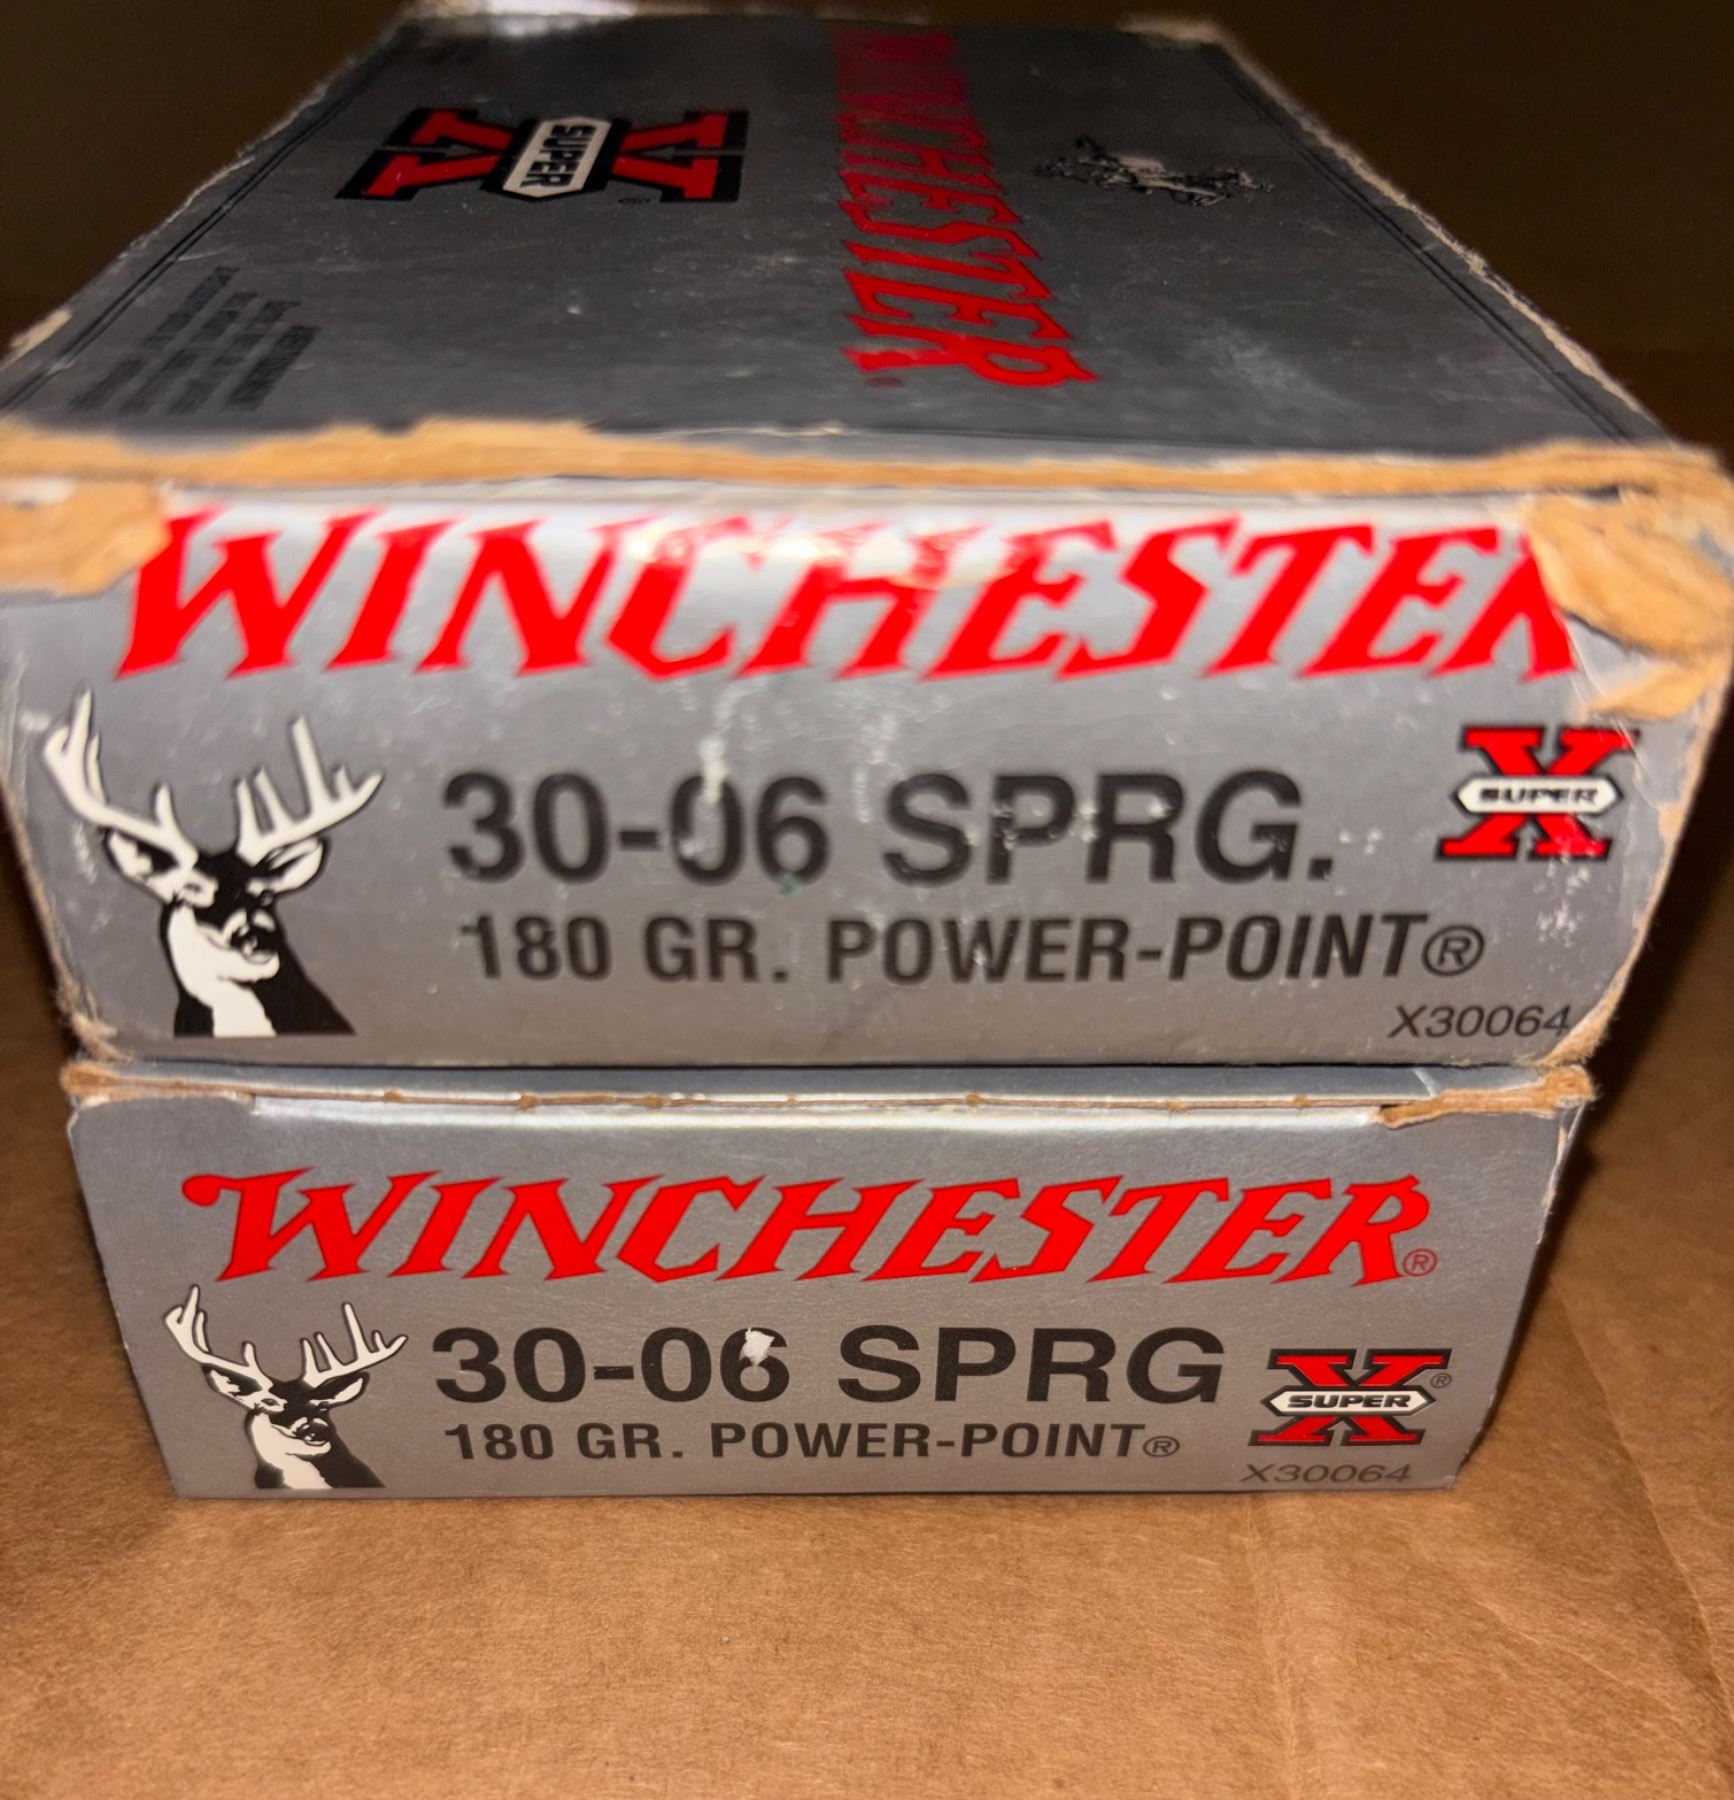 X
SUPER
®
WINCHESTER.
WINCHESTER
30-06 SPRG.
X
SUPER
180 GR. POWER-POINT®
X30064
WINCHESTER®
30-06 SPRG
X®
SUPER
180 GR. POWER-POINT®
X30064